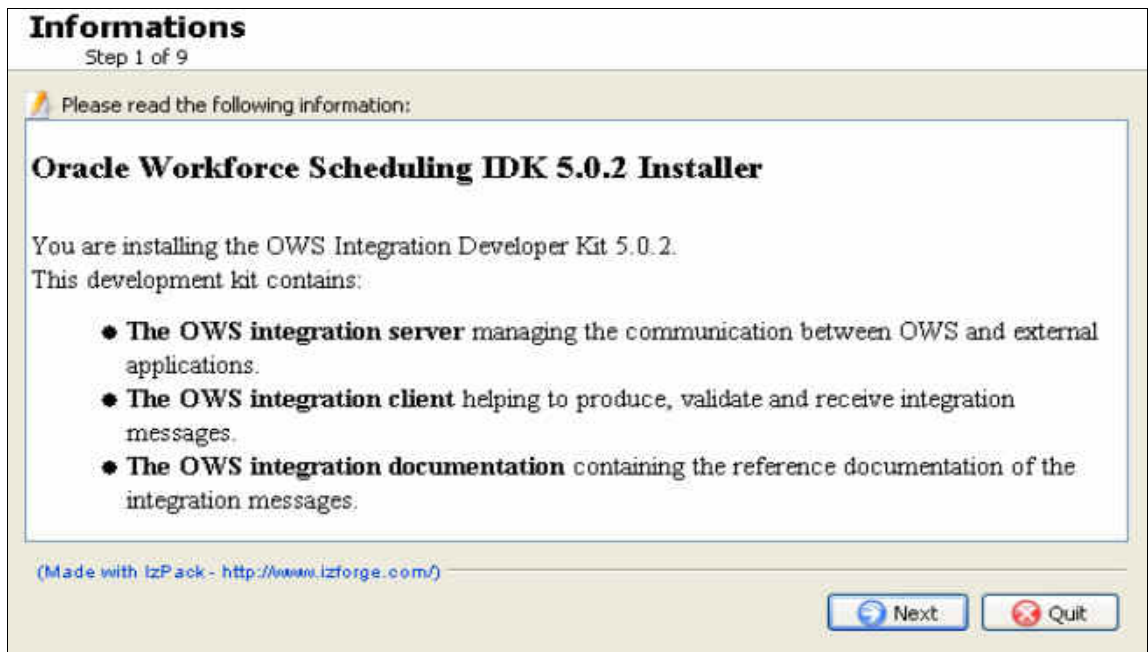 Informations
Step 1 of 9
Please read the following information:
Oracle Workforce Scheduling IDK 5.0.2 Installer
You are installing the OWS Integration Developer Kit 5.0.2.
This development kit contains:
● The OWS integration server managing the communication between OWS and external
applications.
● The OWS integration client helping to produce, validate and receive integration
messages.
● The OWS integration documentation containing the reference documentation of the
integration messages.
(Made with IzPack - http://www.izforge.com/)
Next
Quit